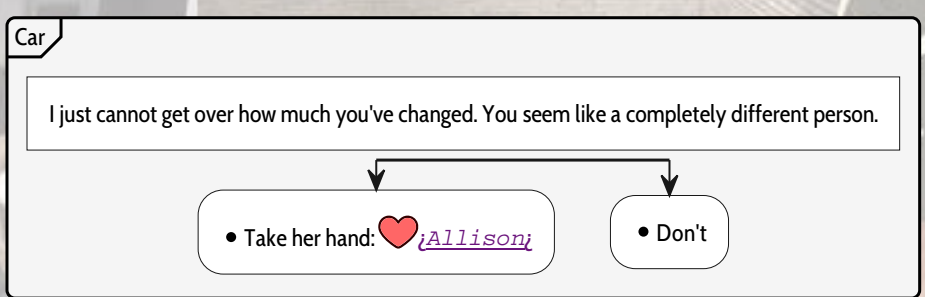 Car
I just cannot get over how much you've changed. You seem like a completely different person.
• Take her hand: ¿Allison¿
• Don't